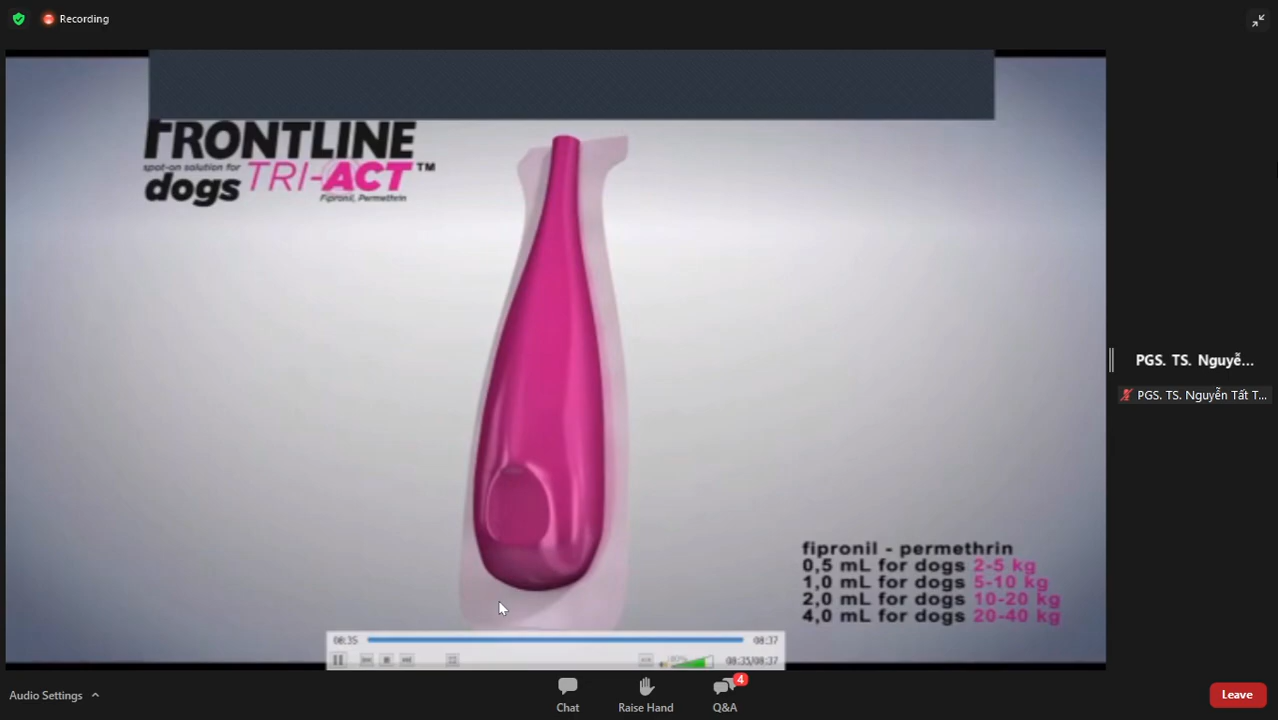 Recording
FRONTLINE
spot-on solution for
dogs TRI-ACT™
Fipronil, Permethrin
PGS. TS. Nguyễ...
PGS. TS. Nguyễn Tất T...
fipronil - permethrin
0,5 mL for dogs 2-5 kg
1,0 mL for dogs 5-10 kg
2,0 mL for dogs 10-20 kg
4,0 mL for dogs 20-40 kg
08:35
08:37
80%
08:35/08:37
Audio Settings
Chat
Raise Hand
4
Q&A
Leave